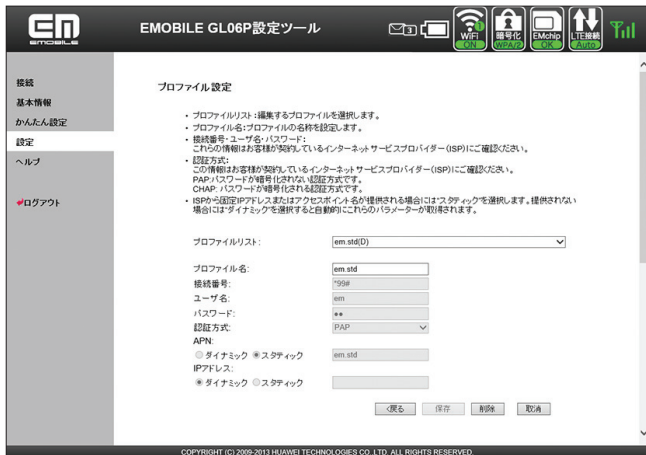 EM
EMOBILE
EMOBILE GL06P設定ツール
3
WiFi
1
ON
暗号化
WPA/2
EMchip
OK
LTE接続
Auto
接続
基本情報
かんたん設定
設定
ヘルプ
ログアウト
プロファイル設定
・プロファイルリスト:編集するプロファイルを選択します。
・プロファイル名:プロファイルの名称を設定します。
・接続番号・ユーザ名・パスワード:
これらの情報はお客様が契約しているインターネットサービスプロバイダー(ISP)にご確認ください。
・認証方式:
この情報はお客様が契約しているインターネットサービスプロバイダー(ISP)にご確認ください。
PAP:パスワードが暗号化されない認証方式です。
CHAP: パスワードが暗号化される認証方式です。
・ISPから固定IPアドレスまたはアクセスポイント名が提供される場合には"スタティック"を選択します。提供されない
場合には"ダイナミック"を選択すると自動的にこれらのパラメーターが取得されます。
プロファイルリスト: em.std(D)
プロファイル名: em.std
接続番号: *99#
ユーザ名: em
パスワード: ●●
認証方式: PAP
APN:
ダイナミック スタティック em.std
IPアドレス:
ダイナミック スタティック
<戻る 保存 削除 取消
COPYRIGHT (C) 2009-2013 HUAWEI TECHNOLOGIES CO.,LTD. ALL RIGHTS RESERVED.